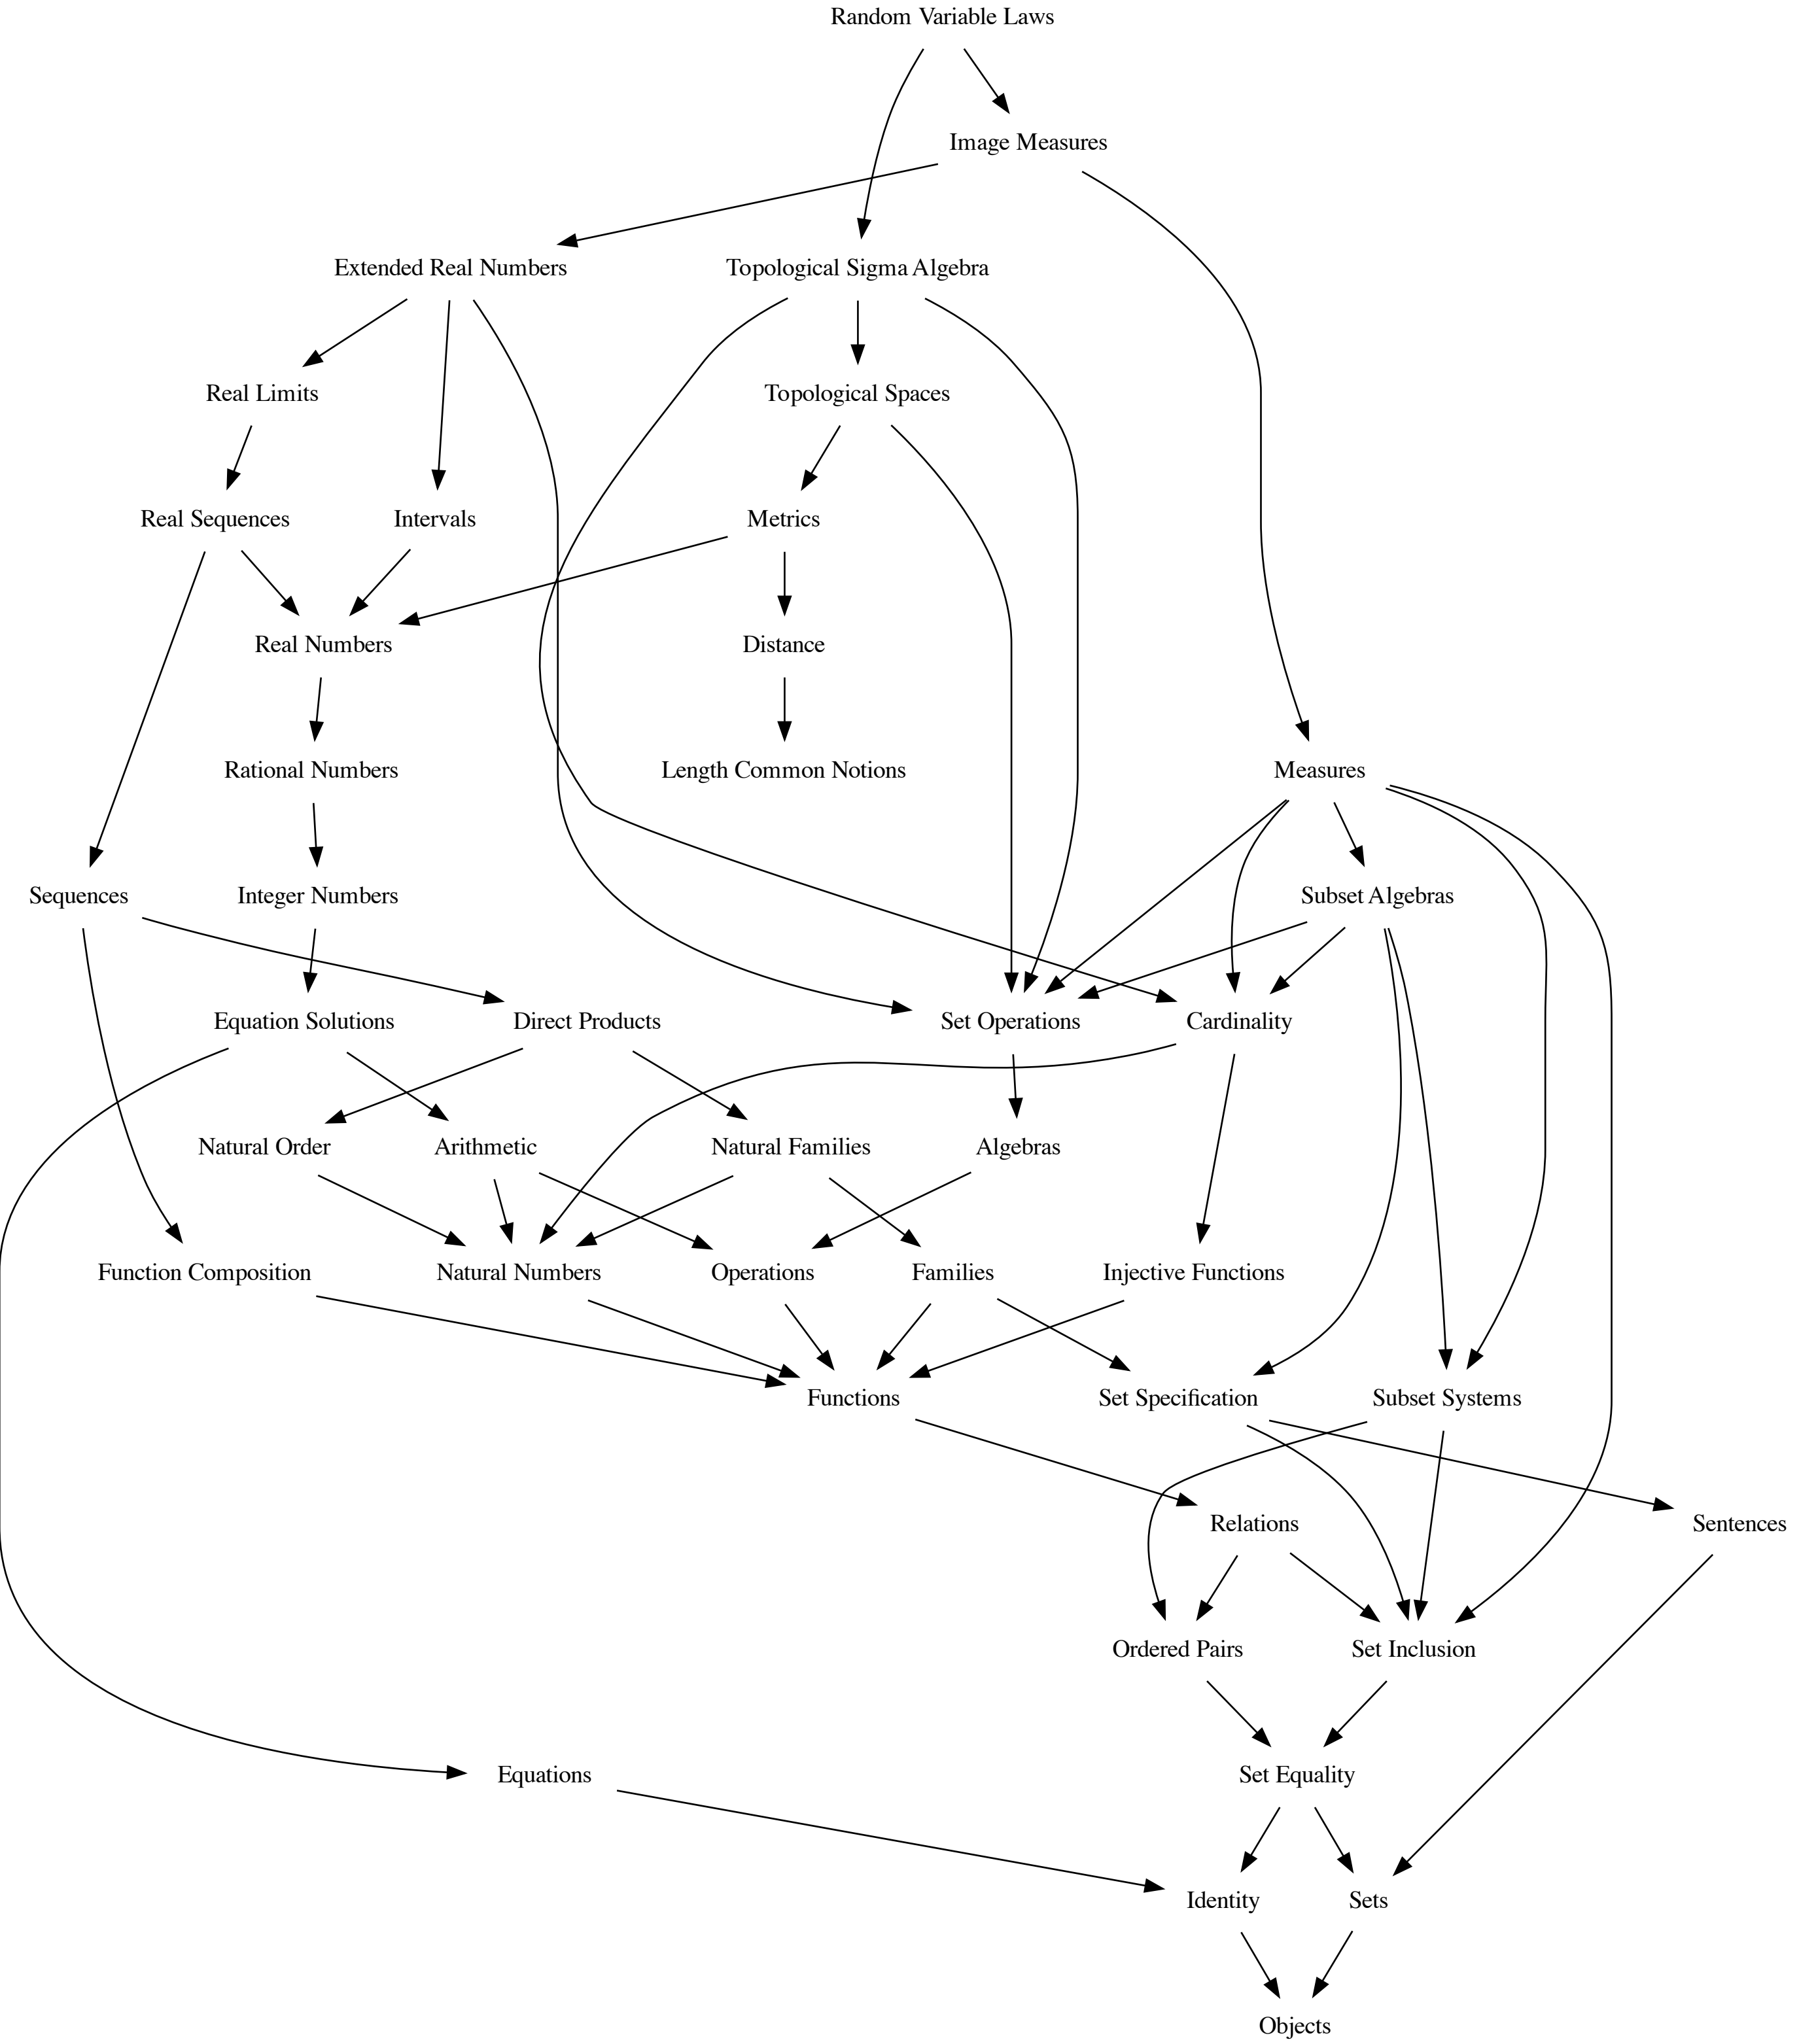 Random Variable Laws
Image Measures
Extended Real Numbers
Topological Sigma Algebra
Real Limits
Topological Spaces
Real Sequences
Intervals
Metrics
Real Numbers
Distance
Rational Numbers
Length Common Notions
Measures
Sequences
Integer Numbers
Subset Algebras
Equation Solutions
Direct Products
Set Operations
Cardinality
Natural Order
Arithmetic
Natural Families
Algebras
Function Composition
Natural Numbers
Operations
Families
Injective Functions
Functions
Set Specification
Subset Systems
Relations
Sentences
Ordered Pairs
Set Inclusion
Equations
Set Equality
Identity
Sets
Objects